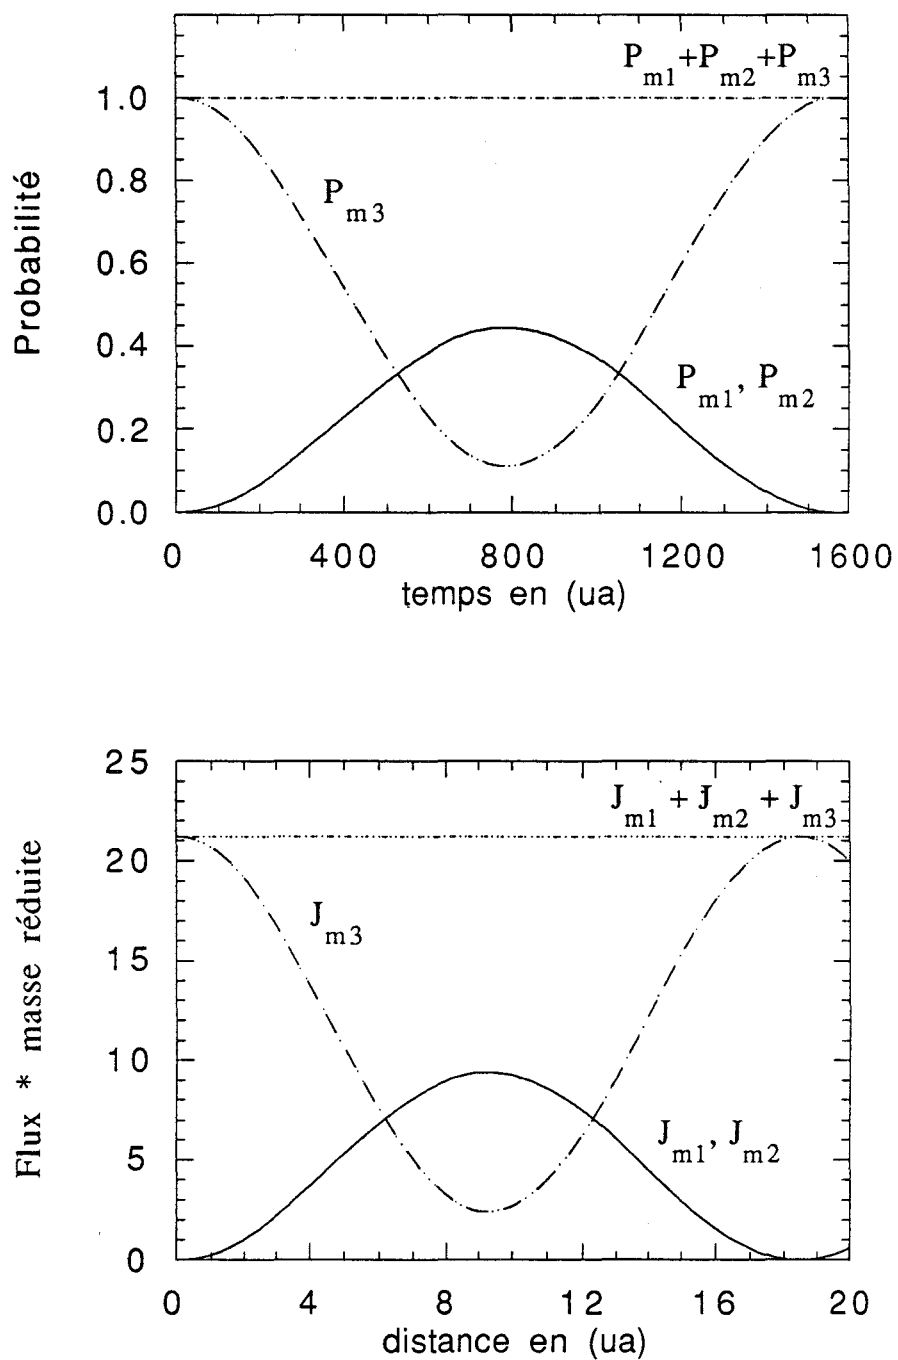 P m1 + P m2 + P m3
1.0
0.8
P m3
0.6
0.4
P m1, P m2
0.2
0.0
Probabilité
0 400 800 1200 1600
temps en (ua)
25
J m1 + J m2 + J m3
20
J m3
15
10
J m1, J m2
5
0
Flux * masse réduite
0 4 8 12 16 20
distance en (ua)